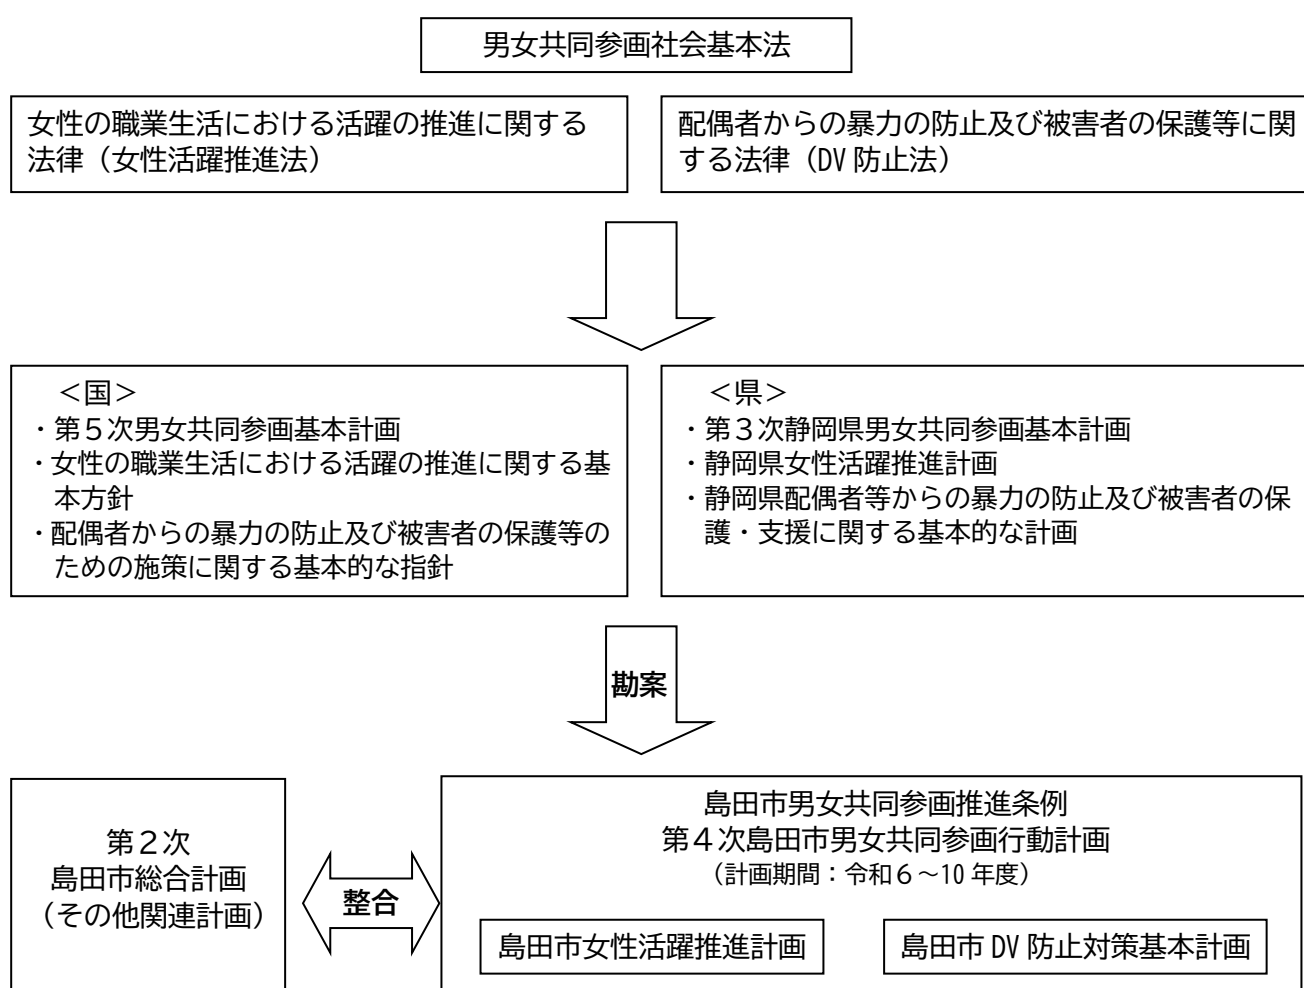 男女共同参画社会基本法
女性の職業生活における活躍の推進に関する
法律（女性活躍推進法）
配偶者からの暴力の防止及び被害者の保護等に関
する法律（DV 防止法）
＜国＞
・第５次男女共同参画基本計画
・女性の職業生活における活躍の推進に関する基
本方針
・配偶者からの暴力の防止及び被害者の保護等の
ための施策に関する基本的な指針
＜県＞
・第３次静岡県男女共同参画基本計画
・静岡県女性活躍推進計画
・静岡県配偶者等からの暴力の防止及び被害者の保
護・支援に関する基本的な計画
勘案
第２次
島田市総合計画
（その他関連計画）
整合
島田市男女共同参画推進条例
第４次島田市男女共同参画行動計画
（計画期間：令和６～10 年度）
島田市女性活躍推進計画
島田市 DV 防止対策基本計画